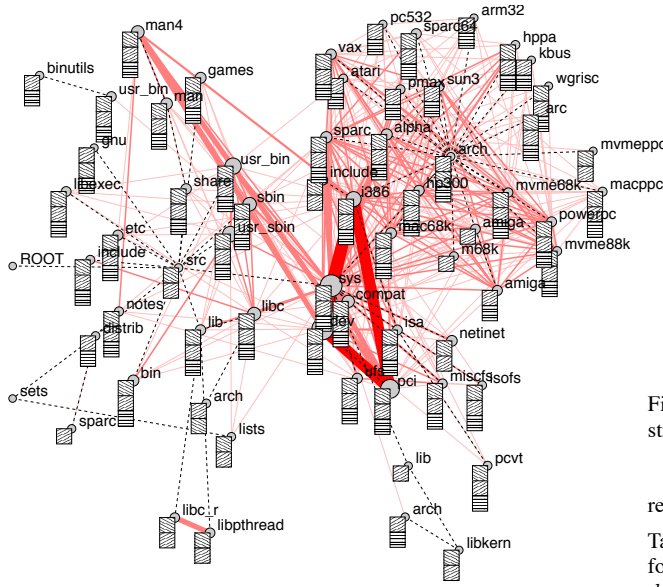 man4
pc532
sparc64
arm32
vax
hppa
kbus
binutils
games
atari
pmax
sun3
wgrisc
usr_bin
man
arc
gnu
sparc
alpha
arch
mvmeppc
usr_bin
include
libexec
share
i386
hp300
mvme68k
macppc
sbin
etc
usr_sbin
mac68k
amiga
powerpc
ROOT
include
src
m68k
mvme88k
sys
compat
amiga
notes
libc
distrib
lib
dev
isa
netinet
bin
ufs
pci
miscfs
isofs
sets
arch
sparc
lists
lib
pcvt
libc_r
libpthread
arch
libkern
Fi
st
re
Ta
fo